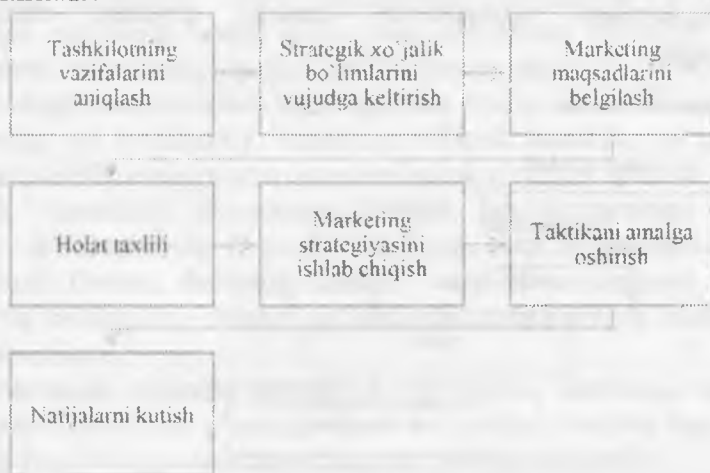 Tashkilotning
vazifalarini
aniqlash
Strategik xo`jalik
bo`limlarini
vujudga keltirish
Marketing
maqsadlarini
belgilash
Holat taxlili
Marketing
strategiyasini
ishlab chiqish
Taktikani amalga
oshirish
Natijalarni kutish